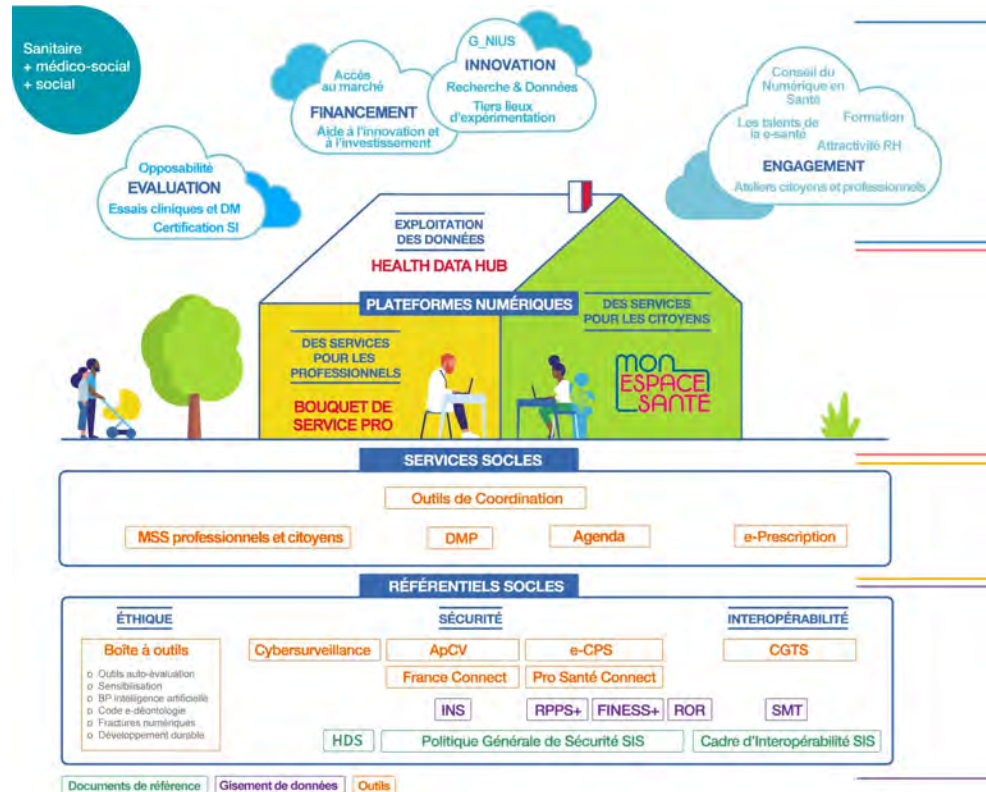 Sanitaire
+ médico-social
+ social
Opposabilité
EVALUATION
Essais cliniques et DM
Certification SI
Accès
au marché
FINANCEMENT
Aide à l'innovation et
à l'investissement
G_NIUS
INNOVATION
Recherche & Données
Tiers lieux
d'expérimentation
Conseil du
Numérique en
Santé
Les talents de
la e-santé
Formation
Attractivité RH
ENGAGEMENT
Ateliers citoyens et professionnels
EXPLOITATION
DES DONNÉES
HEALTH DATA HUB
PLATEFORMES NUMÉRIQUES
DES SERVICES
POUR LES
PROFESSIONNELS
BOUQUET DE
SERVICE PRO
DES SERVICES
POUR LES CITOYENS
MON
ESPACE
SANTÉ
SERVICES SOCLES
Outils de Coordination
MSS professionnels et citoyens
DMP
Agenda
e-Prescription
RÉFÉRENTIELS SOCLES
ÉTHIQUE
Boîte à outils
o Outils auto-évaluation
o Sensibilisation
o BP intelligence artificielle
o Code e-déontologie
o Fractures numériques
o Développement durable
SÉCURITÉ
Cybersurveillance
ApCV
e-CPS
France Connect
Pro Santé Connect
INS
RPPS+
FINESS+
ROR
HDS
Politique Générale de Sécurité SIS
INTEROPÉRABILITÉ
CGTS
SMT
Cadre d'Interopérabilité SIS
Documents de référence
Gisement de données
Outils